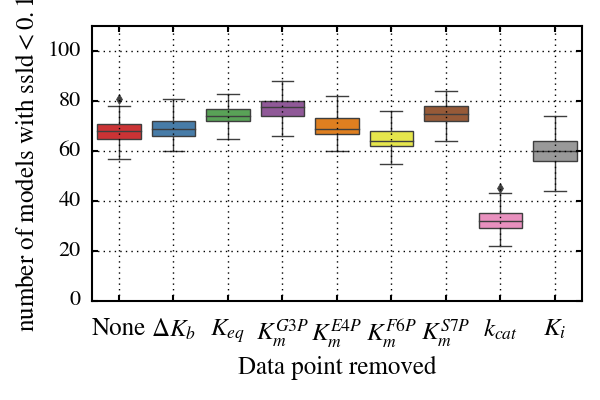 number of models with ssld < 0.1
100
80
60
40
20
0
None ΔK_b K_eq K_m^{G3P} K_m^{E4P} K_m^{F6P} K_m^{S7P} k_cat K_i
Data point removed